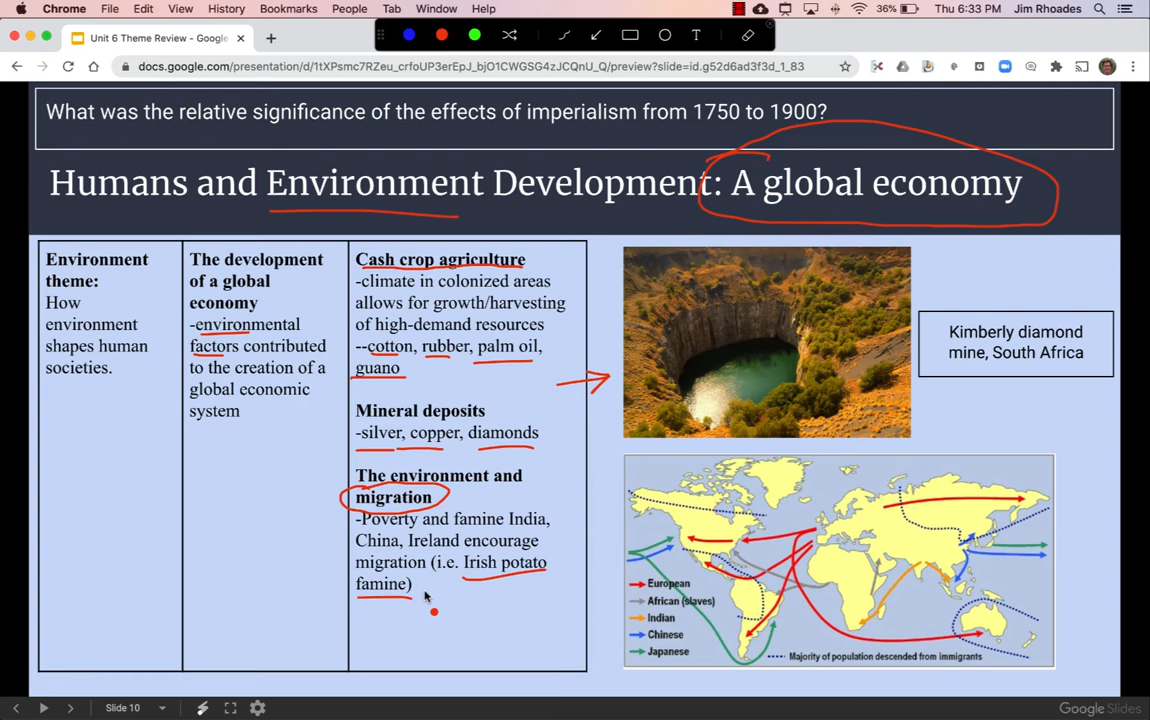 Chrome File Edit View History Bookmarks People Tab Window Help 36% Thu 6:33 PM Jim Rhoades
Unit 6 Theme Review - Google
T
docs.google.com/presentation/d/1tXPsmc7RZeu_crfoUP3erEpJ_bjO1CWGSG4zJCQnU_Q/preview?slide=id.g52d6ad3f3d_1_83
What was the relative significance of the effects of imperialism from 1750 to 1900?
Humans and Environment Development: A global economy
Environment
theme:
How
environment
shapes human
societies.
The development
of a global
economy
-environmental
factors contributed
to the creation of a
global economic
system
Cash crop agriculture
-climate in colonized areas
allows for growth/harvesting
of high-demand resources
--cotton, rubber, palm oil,
guano
Mineral deposits
-silver, copper, diamonds
The environment and
migration
-Poverty and famine India,
China, Ireland encourage
migration (i.e. Irish potato
famine)
Kimberly diamond
mine, South Africa
European
African (slaves)
Indian
Chinese
Japanese
Majority of population descended from immigrants
Slide 10
Google Slides